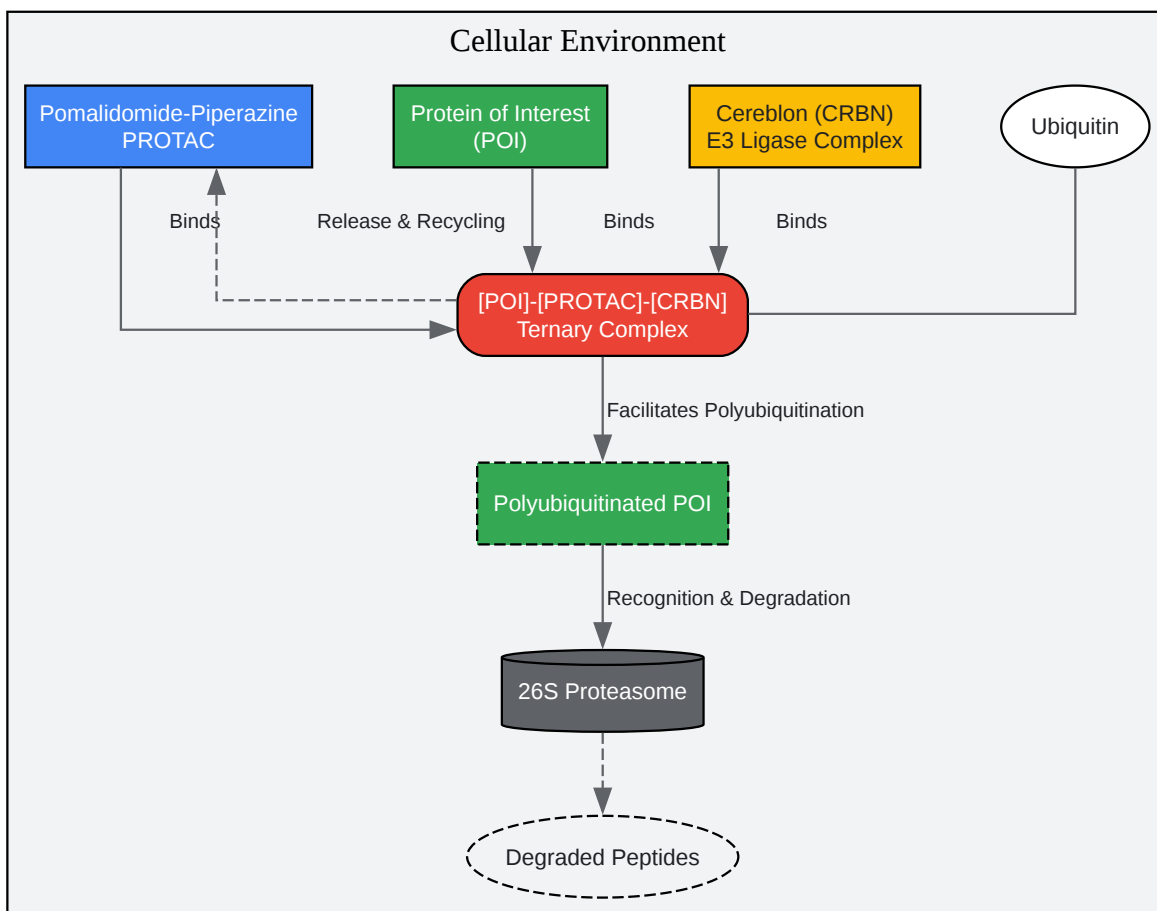 Cellular Environment
Pomalidomide-Piperazine
PROTAC
Protein of Interest
(POI)
Cereblon (CRBN)
E3 Ligase Complex
Ubiquitin
Binds
Release & Recycling
Binds
Binds
[POI]-[PROTAC]-[CRBN]
Ternary Complex
Facilitates Polyubiquitination
Polyubiquitinated POI
Recognition & Degradation
26S Proteasome
Degraded Peptides